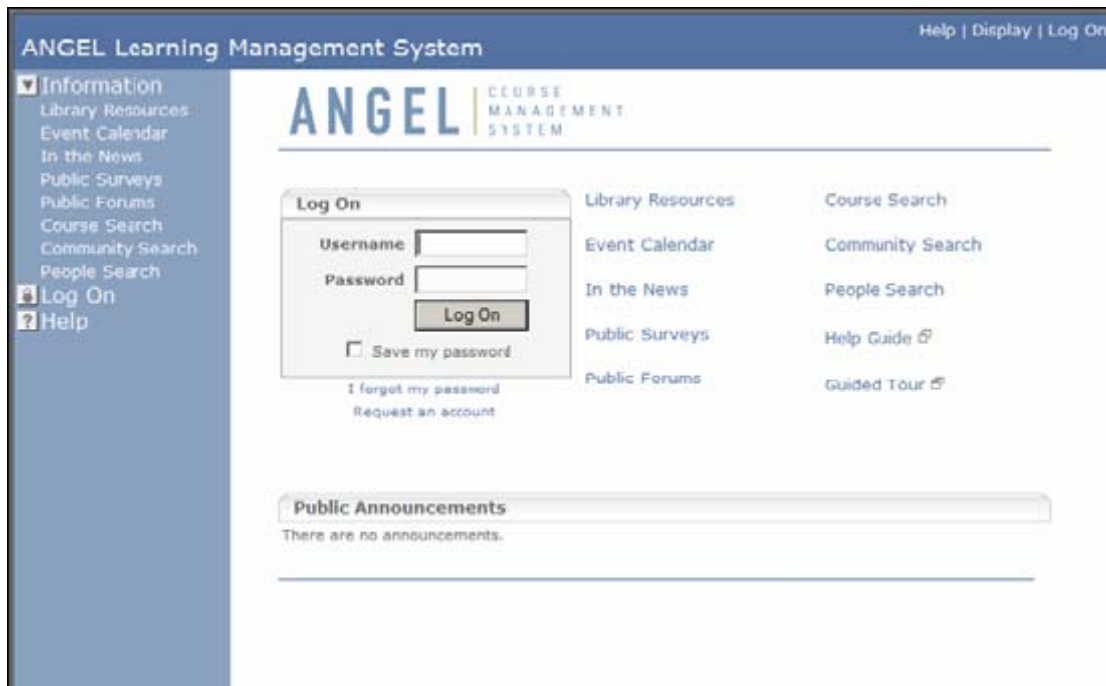 Help | Display | Log On
ANGEL Learning Management System
Information
Library Resources
Event Calendar
In the News
Public Surveys
Public Forums
Course Search
Community Search
People Search
Log On
? Help
ANGEL | COURSE
MANAGEMENT
SYSTEM
Log On
Username
Password
Log On
Save my password
I forgot my password
Request an account
Library Resources
Course Search
Event Calendar
Community Search
In the News
People Search
Public Surveys
Help Guide
Public Forums
Guided Tour
Public Announcements
There are no announcements.